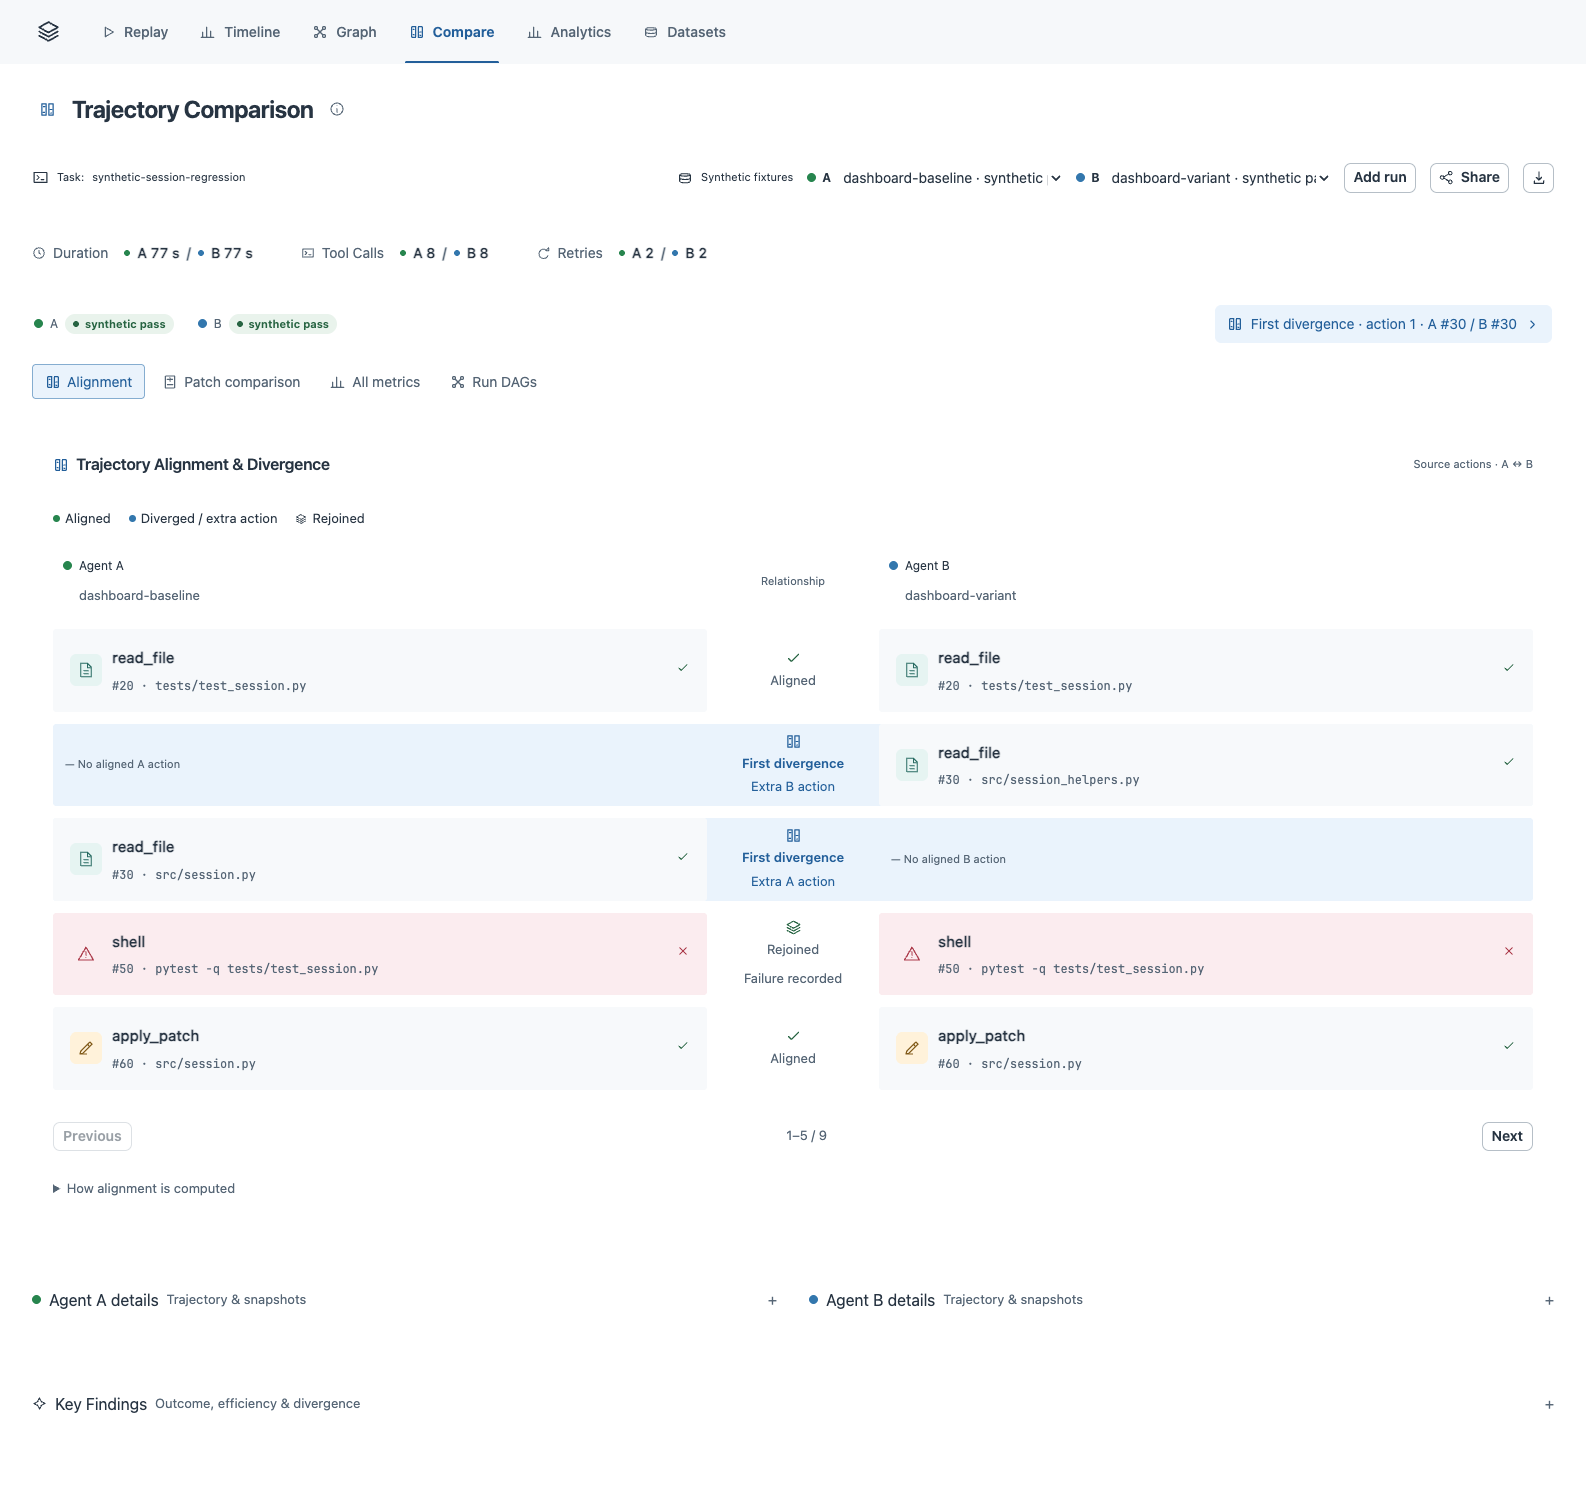 Replay Timeline Graph Compare Analytics Datasets
Trajectory Comparison
Task: synthetic-session-regression
Synthetic fixtures A dashboard-baseline · synthetic B dashboard-variant · synthetic Add run Share
Duration A 77 s / B 77 s Tool Calls A 8 / B 8 Retries A 2 / B 2
A synthetic pass B synthetic pass First divergence · action 1 · A #30 / B #30
Alignment Patch comparison All metrics Run DAGs
Trajectory Alignment & Divergence Source actions · A ↔ B
Aligned Diverged / extra action Rejoined
Agent A
dashboard-baseline
Relationship
Agent B
dashboard-variant
read_file
#20 · tests/test_session.py
Aligned
read_file
#20 · tests/test_session.py
— No aligned A action
First divergence
Extra B action
read_file
#30 · src/session_helpers.py
read_file
#30 · src/session.py
First divergence
Extra A action
— No aligned B action
shell
#50 · pytest -q tests/test_session.py
Rejoined
Failure recorded
shell
#50 · pytest -q tests/test_session.py
apply_patch
#60 · src/session.py
Aligned
apply_patch
#60 · src/session.py
Previous 1–5 / 9 Next
How alignment is computed
Agent A details Trajectory & snapshots +
Agent B details Trajectory & snapshots +
Key Findings Outcome, efficiency & divergence +